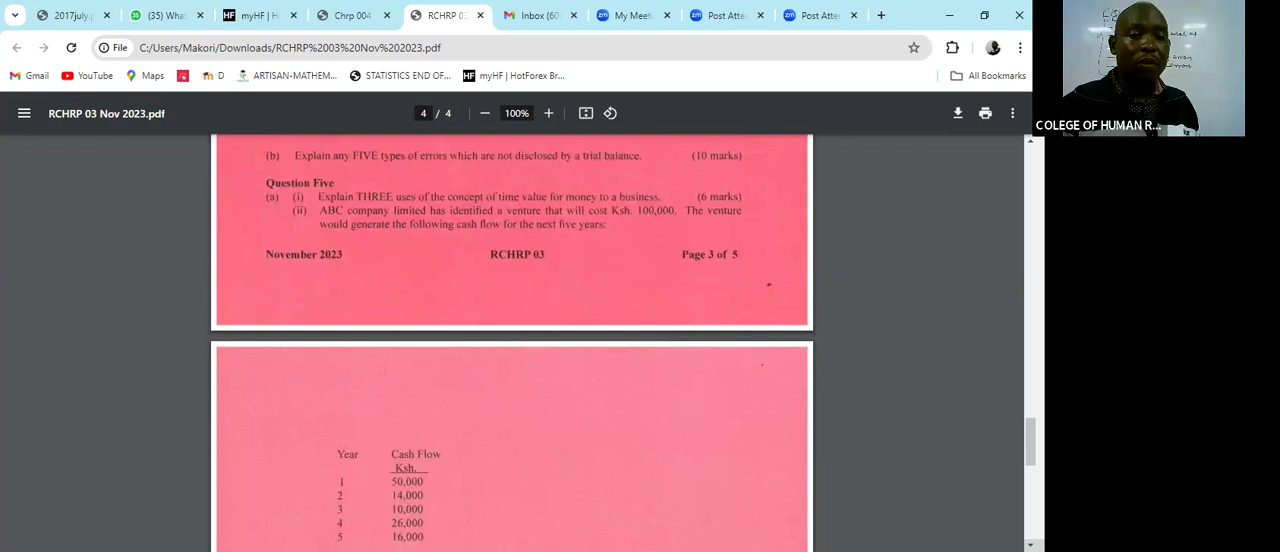 2017july.
(35) What
myHF |
Chrp 004
RCHRP 03
Inbox (60
My Meeti
Post Atte
Post Atte
File C:/Users/Makori/Downloads/RCHRP%2003%20Nov%202023.pdf
Gmail YouTube Maps D ARTISAN-MATHEM... STATISTICS END OF... myHF | HotForex Br... All Bookmarks
RCHRP 03 Nov 2023.pdf 4 / 4 100%
COLEGE OF HUMAN R...
(b) Explain any FIVE types of errors which are not disclosed by a trial balance. (10 marks)
Question Five
(a) (i) Explain THREE uses of the concept of time value for money to a business. (6 marks)
(ii) ABC company limited has identified a venture that will cost Ksh. 100,000. The venture
would generate the following cash flow for the next five years:
November 2023 RCHRP 03 Page 3 of 5
Year Cash Flow
Ksh.
1 50,000
2 14,000
3 10,000
4 26,000
5 16,000